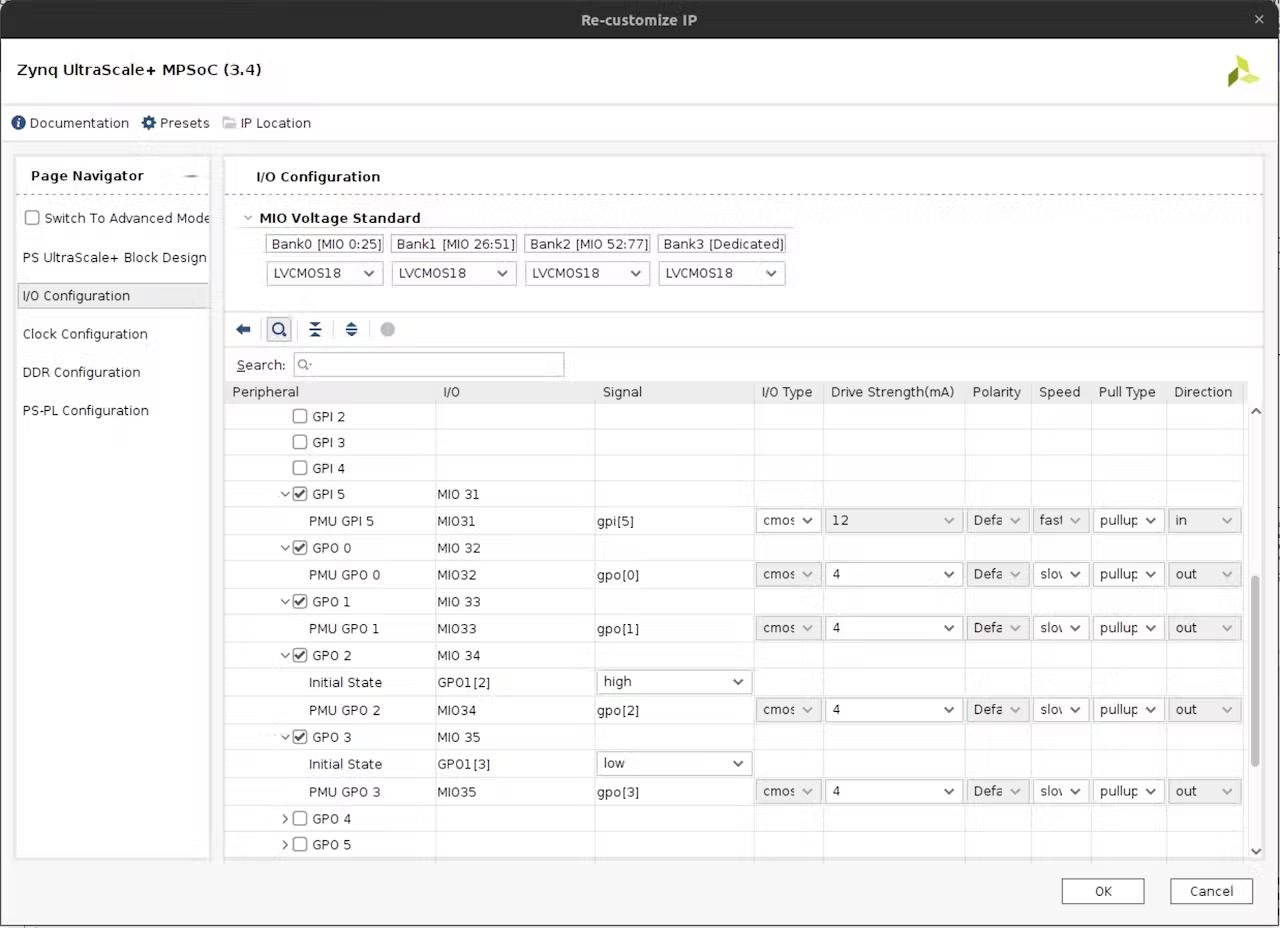 Re-customize IP
Zynq UltraScale+ MPSoC (3.4)
Documentation Presets IP Location
Page Navigator
Switch To Advanced Mode
PS UltraScale+ Block Design
I/O Configuration
Clock Configuration
DDR Configuration
PS-PL Configuration
I/O Configuration
MIO Voltage Standard
Bank0 [MIO 0:25] Bank1 [MIO 26:51] Bank2 [MIO 52:77] Bank3 [Dedicated]
LVCMOS18 LVCMOS18 LVCMOS18 LVCMOS18
Search:
Peripheral I/O Signal I/O Type Drive Strength(mA) Polarity Speed Pull Type Direction
GPI 2
GPI 3
GPI 4
GPI 5 MIO 31
PMU GPI 5 MIO31 gpi[5] cmos 12 Defa fast pullup in
GPO 0 MIO 32
PMU GPO 0 MIO32 gpo[0] cmos 4 Defa slow pullup out
GPO 1 MIO 33
PMU GPO 1 MIO33 gpo[1] cmos 4 Defa slow pullup out
GPO 2 MIO 34
Initial State GPO1[2] high
PMU GPO 2 MIO34 gpo[2] cmos 4 Defa slow pullup out
GPO 3 MIO 35
Initial State GPO1[3] low
PMU GPO 3 MIO35 gpo[3] cmos 4 Defa slow pullup out
GPO 4
GPO 5
OK Cancel